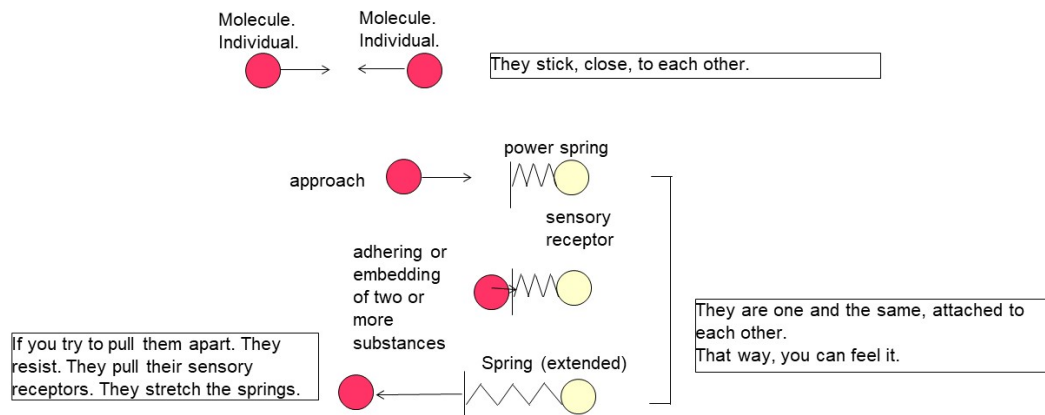 Molecule.
Individual.
Molecule.
Individual.
They stick, close, to each other.
power spring
approach
sensory
receptor
adhering or
embedding
of two or
more
substances
They are one and the same, attached to
each other.
That way, you can feel it.
If you try to pull them apart. They
resist. They pull their sensory
receptors. They stretch the springs.
Spring (extended)